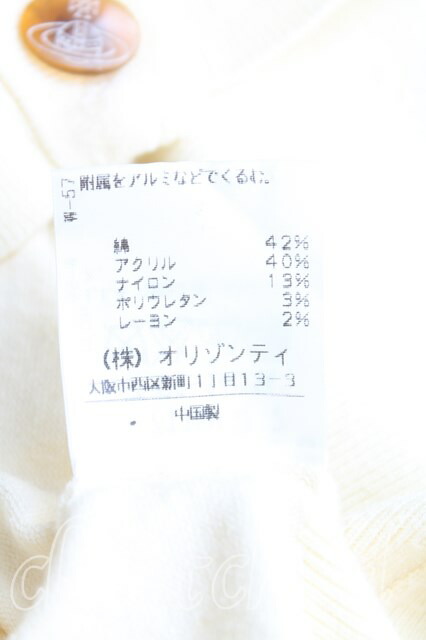 附属をアルミなどでくるむ。
W-57
綿 42%
アクリル 40%
ナイロン 13%
ポリウレタン 3%
レーヨン 2%
(株) オリゾンティ
大阪市西区新町1丁目13-3
中国製